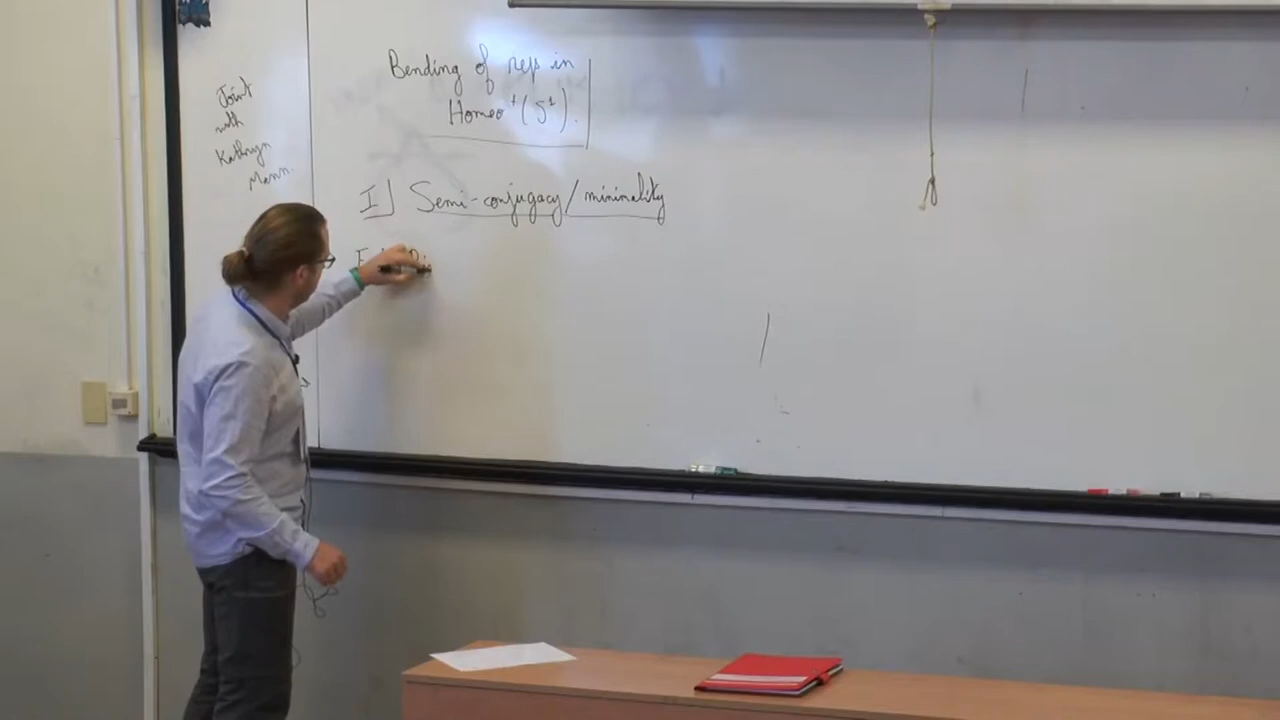 Bending of reps in
Homeo⁺(S¹).
Joint
with
Kathryn
Mann.
I] Semi-conjugacy/minimality